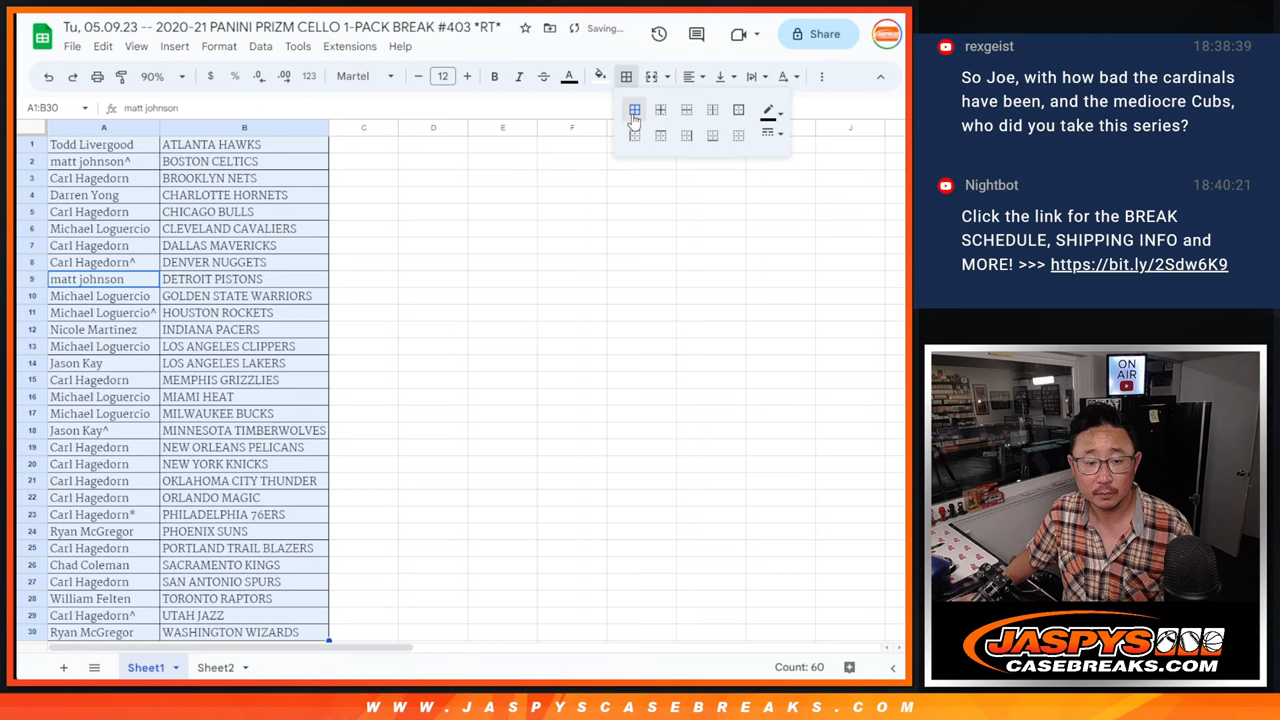 Tu, 05.09.23 -- 2020-21 PANINI PRIZM CELLO 1-PACK BREAK #403 *RT*
Saving...
Share
File Edit View Insert Format Data Tools Extensions Help
90% $ % .0 .00 123 Martel 12 B I A
A1:B30 fx matt johnson
A B C D E F J
1 Todd Livergood ATLANTA HAWKS
2 matt johnson^ BOSTON CELTICS
3 Carl Hagedorn BROOKLYN NETS
4 Darren Yong CHARLOTTE HORNETS
5 Carl Hagedorn CHICAGO BULLS
6 Michael Loguercio CLEVELAND CAVALIERS
7 Carl Hagedorn DALLAS MAVERICKS
8 Carl Hagedorn^ DENVER NUGGETS
9 matt johnson DETROIT PISTONS
10 Michael Loguercio GOLDEN STATE WARRIORS
11 Michael Loguercio^ HOUSTON ROCKETS
12 Nicole Martinez INDIANA PACERS
13 Michael Loguercio LOS ANGELES CLIPPERS
14 Jason Kay LOS ANGELES LAKERS
15 Carl Hagedorn MEMPHIS GRIZZLIES
16 Michael Loguercio MIAMI HEAT
17 Michael Loguercio MILWAUKEE BUCKS
18 Jason Kay^ MINNESOTA TIMBERWOLVES
19 Carl Hagedorn NEW ORLEANS PELICANS
20 Carl Hagedorn NEW YORK KNICKS
21 Carl Hagedorn OKLAHOMA CITY THUNDER
22 Carl Hagedorn ORLANDO MAGIC
23 Carl Hagedorn* PHILADELPHIA 76ERS
24 Ryan McGregor PHOENIX SUNS
25 Carl Hagedorn PORTLAND TRAIL BLAZERS
26 Chad Coleman SACRAMENTO KINGS
27 Carl Hagedorn SAN ANTONIO SPURS
28 William Felten TORONTO RAPTORS
29 Carl Hagedorn^ UTAH JAZZ
30 Ryan McGregor WASHINGTON WIZARDS
Sheet1 Sheet2 Count: 60
rexgeist 18:38:39
So Joe, with how bad the cardinals
have been, and the mediocre Cubs,
who did you take this series?
Nightbot 18:40:21
Click the link for the BREAK
SCHEDULE, SHIPPING INFO and
MORE! >>> https://bit.ly/2Sdw6K9
ON
AIR
JASPYS
CASEBREAKS.COM
WWW.JASPYSCASEBREAKS.COM